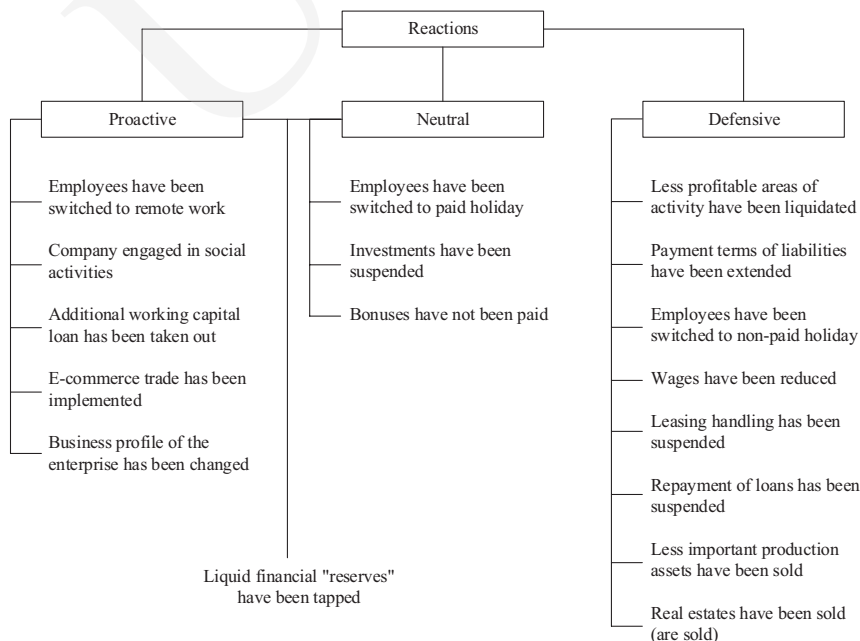 Reactions
Proactive
Neutral
Defensive
Employees have been
switched to remote work
Company engaged in social
activities
Additional working capital
loan has been taken out
E-commerce trade has been
implemented
Business profile of the
enterprise has been changed
Liquid financial "reserves"
have been tapped
Employees have been
switched to paid holiday
Investments have been
suspended
Bonuses have not been paid
Less profitable areas of
activity have been liquidated
Payment terms of liabilities
have been extended
Employees have been
switched to non-paid holiday
Wages have been reduced
Leasing handling has been
suspended
Repayment of loans has been
suspended
Less important production
assets have been sold
Real estates have been sold
(are sold)